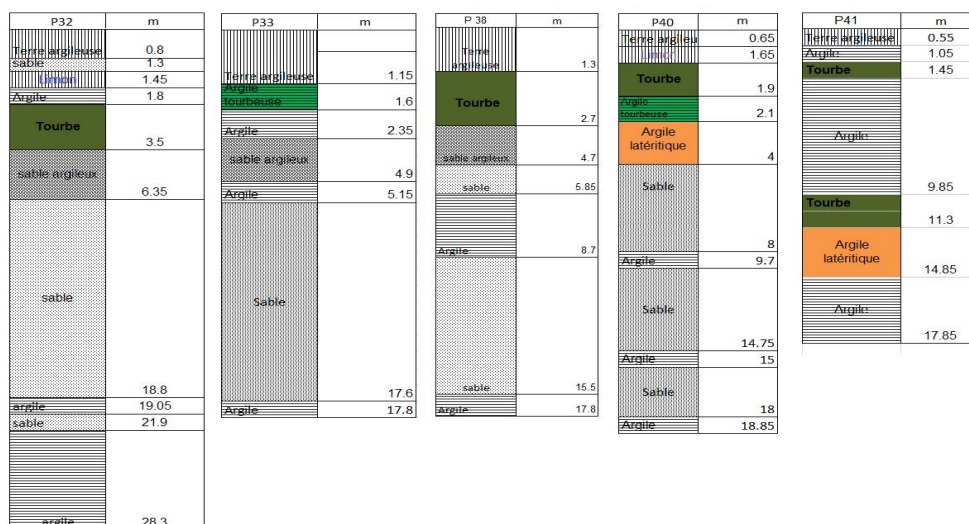 P32 m
Terre argileuse 0.8
sable 1.3
Limon 1.45
Argile 1.8
Tourbe
3.5
sable argileux
6.35
sable
18.8
argile 19.05
sable 21.9
argile 28.3
P33 m
Terre argileuse 1.15
Argile
tourbeuse 1.6
Argile 2.35
sable argileux
4.9
Argile 5.15
Sable
17.6
Argile 17.8
P 38 m
Terre
argileuse 1.3
Tourbe
2.7
sable argileux 4.7
sable 5.85
Argile 8.7
sable 15.5
Argile 17.8
P40 m
Terre argileu 0.65
Limon 1.65
Tourbe
1.9
Argile
tourbeuse 2.1
Argile
latéritique
4
Sable
8
Argile 9.7
Sable
14.75
Argile 15
Sable
18
Argile 18.85
P41 m
Terre argileuse 0.55
Argile 1.05
Tourbe 1.45
Argile
9.85
Tourbe
11.3
Argile
latéritique
14.85
Argile
17.85